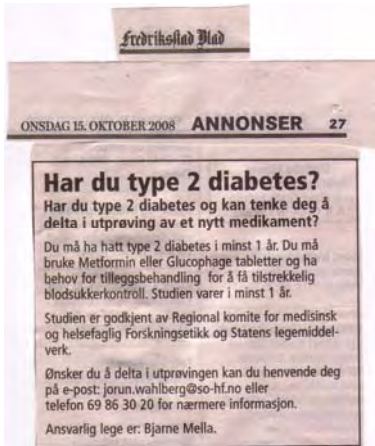 Fredriksstad Blad
ONSDAG 15. OKTOBER 2008 ANNONSER 27
Har du type 2 diabetes?
Har du type 2 diabetes og kan tenke deg å
delta i utprøving av et nytt medikament?
Du må ha hatt type 2 diabetes i minst 1 år. Du må
bruke Metformin eller Glucophage tabletter og ha
behov for tilleggsbehandling for å få tilstrekkelig
blodsukkerkontroll. Studien varer i minst 1 år.
Studien er godkjent av Regional komite for medisinsk
og helsefaglig Forskningsetikk og Statens legemiddel-
verk.
Ønsker du å delta i utprøvingen kan du henvende deg
på e-post: jorun.wahlberg@so-hf.no eller
telefon 69 86 30 20 for nærmere informasjon.
Ansvarlig lege er: Bjarne Mella.